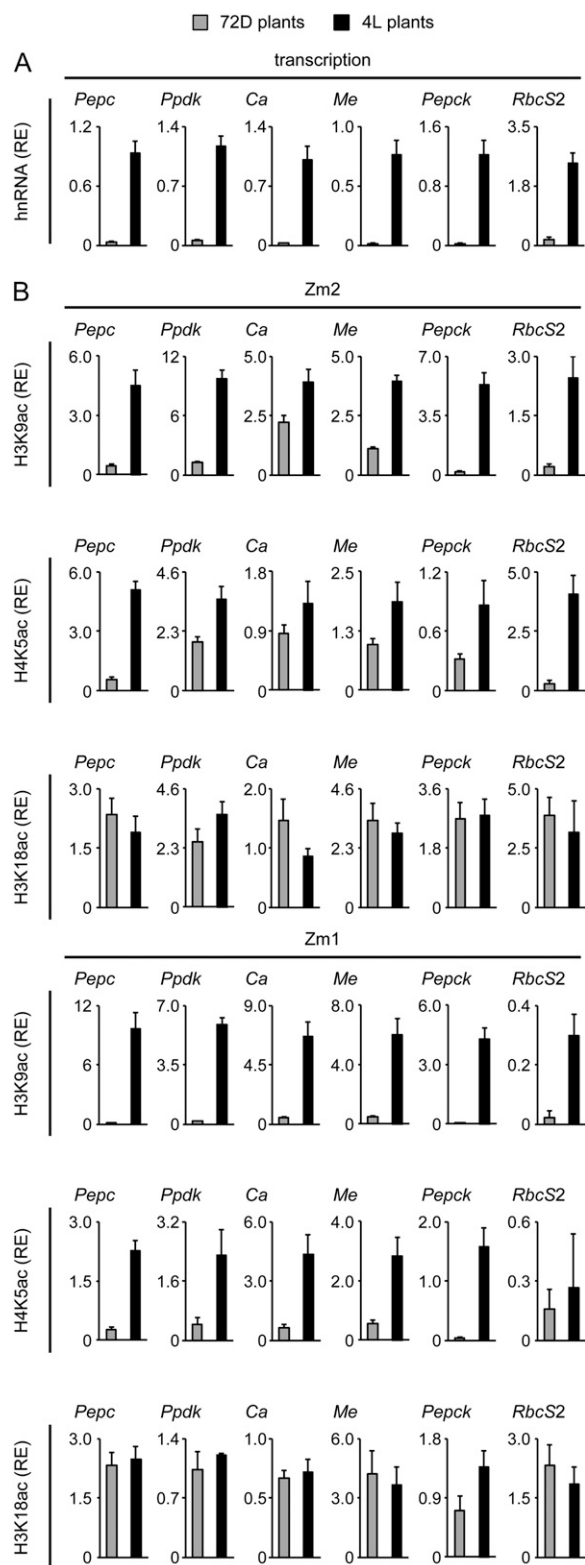 72D plants 4L plants
A
transcription
Pepc Ppdk Ca Me Pepck RbcS2
hnRNA (RE)
1.2 1.4 1.0 1.0 1.6 3.5
0.6 0.7 0.5 0.5 0.8 2.6
0 0 0 0 0 0
B
Zm2
Pepc Ppdk Ca Me Pepck RbcS2
H3K9ac (RE)
6.0 12 5.0 5.0 7.0 3.0
3.0 6 2.5 2.5 3.5 1.5
0 0 0 0 0 0
Pepc Ppdk Ca Me Pepck RbcS2
H4K5ac (RE)
6.0 4.6 1.8 2.5 1.2 5.0
3.0 2.3 0.9 1.3 0.6 2.5
0 0 0 0 0 0
Pepc Ppdk Ca Me Pepck RbcS2
H3K18ac (RE)
3.0 4.6 2.0 4.6 3.6 5.0
1.5 2.3 1.0 2.3 1.8 2.5
0 0 0 0 0 0
Zm1
Pepc Ppdk Ca Me Pepck RbcS2
H3K9ac (RE)
12 7.0 9.0 8.0 6.0 0.4
6 3.5 4.5 4.0 3.0 0.2
0 0 0 0 0 0
Pepc Ppdk Ca Me Pepck RbcS2
H4K5ac (RE)
3.0 3.2 6.0 4.0 2.0 0.6
1.5 1.6 3.0 2.0 1.0 0.3
0 0 0 0 0 0
Pepc Ppdk Ca Me Pepck RbcS2
H3K18ac (RE)
3.0 1.4 1.0 6.0 1.8 3.0
1.5 0.7 0.5 3.0 0.9 1.5
0 0 0 0 0 0